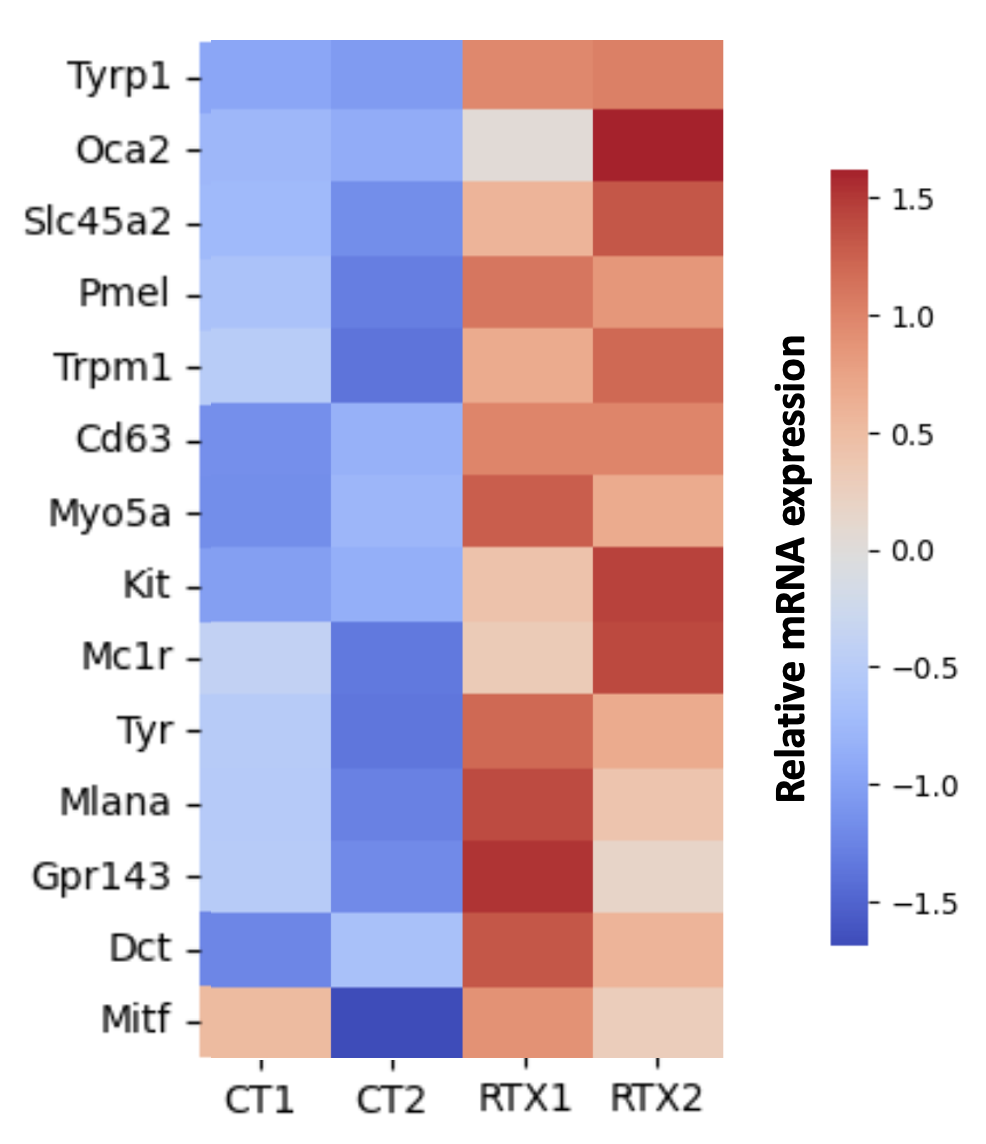 Tyrp1
Oca2
Slc45a2
Pmel
Trpm1
Cd63
Myo5a
Kit
Mc1r
Tyr
Mlana
Gpr143
Dct
Mitf
CT1 CT2 RTX1 RTX2
Relative mRNA expression
1.5
1.0
0.5
0.0
−0.5
−1.0
−1.5